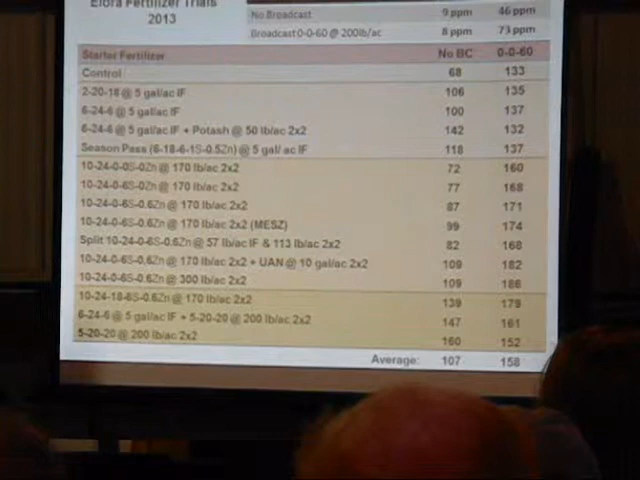 Elora Fertilizer Trials
2013
No Broadcast 9 ppm 46 ppm
Broadcast 0-0-60 @ 200lb/ac 8 ppm 73 ppm
Starter Fertilizer No BC 0-0-60
Control 68 133
2-20-18 @ 5 gal/ac IF 106 135
6-24-6 @ 5 gal/ac IF 100 137
6-24-6 @ 5 gal/ac IF + Potash @ 50 lb/ac 2x2 142 132
Season Pass (6-18-6-1S-0.5Zn) @ 5 gal/ ac IF 118 137
10-24-0-0S-0Zn @ 170 lb/ac 2x2 72 160
10-24-0-6S-0Zn @ 170 lb/ac 2x2 77 168
10-24-0-6S-0.6Zn @ 170 lb/ac 2x2 87 171
10-24-0-6S-0.6Zn @ 170 lb/ac 2x2 (MESZ) 99 174
Split 10-24-0-6S-0.6Zn @ 57 lb/ac IF & 113 lb/ac 2x2 82 168
10-24-0-6S-0.6Zn @ 170 lb/ac 2x2 + UAN @ 10 gal/ac 2x2 109 182
10-24-0-6S-0.6Zn @ 300 lb/ac 2x2 109 186
10-24-18-6S-0.6Zn @ 170 lb/ac 2x2 139 179
6-24-6 @ 5 gal/ac IF + 5-20-20 @ 200 lb/ac 2x2 147 161
5-20-20 @ 200 lb/ac 2x2 160 152
Average: 107 158